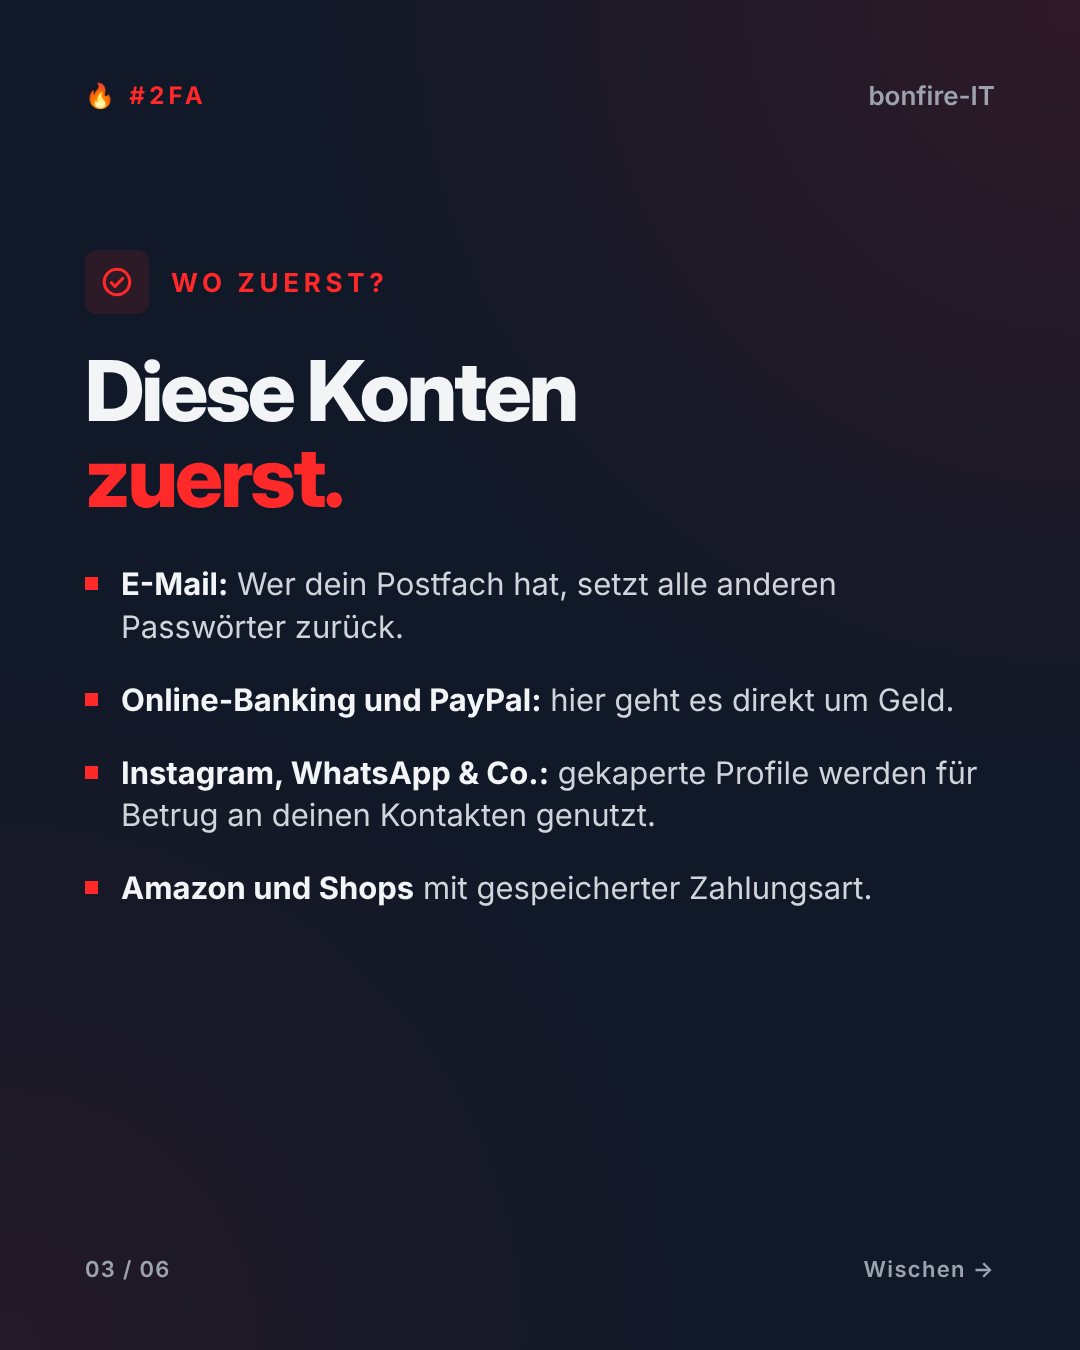 🔥 #2FA
bonfire-IT
WO ZUERST?
Diese Konten
zuerst.
E-Mail: Wer dein Postfach hat, setzt alle anderen
Passwörter zurück.
Online-Banking und PayPal: hier geht es direkt um Geld.
Instagram, WhatsApp & Co.: gekaperte Profile werden für
Betrug an deinen Kontakten genutzt.
Amazon und Shops mit gespeicherter Zahlungsart.
03 / 06
Wischen →